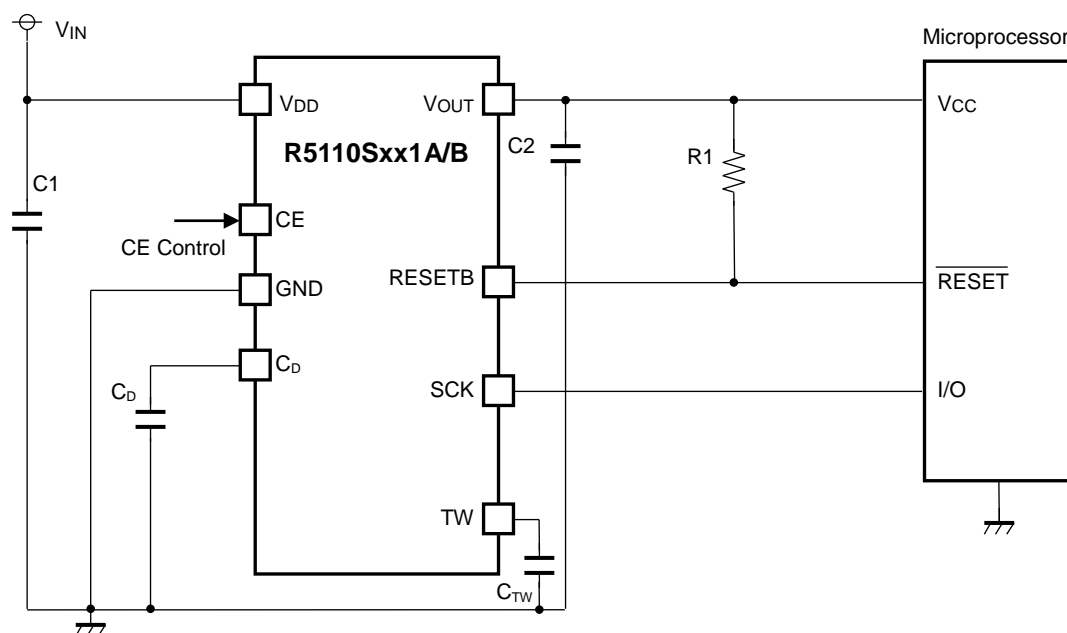 VIN
Microprocessor
VDD
VOUT
VCC
R5110Sxx1A/B
C2
R1
C1
CE
CE Control
GND
RESETB
RESET
CD
CD
SCK
I/O
TW
CTW